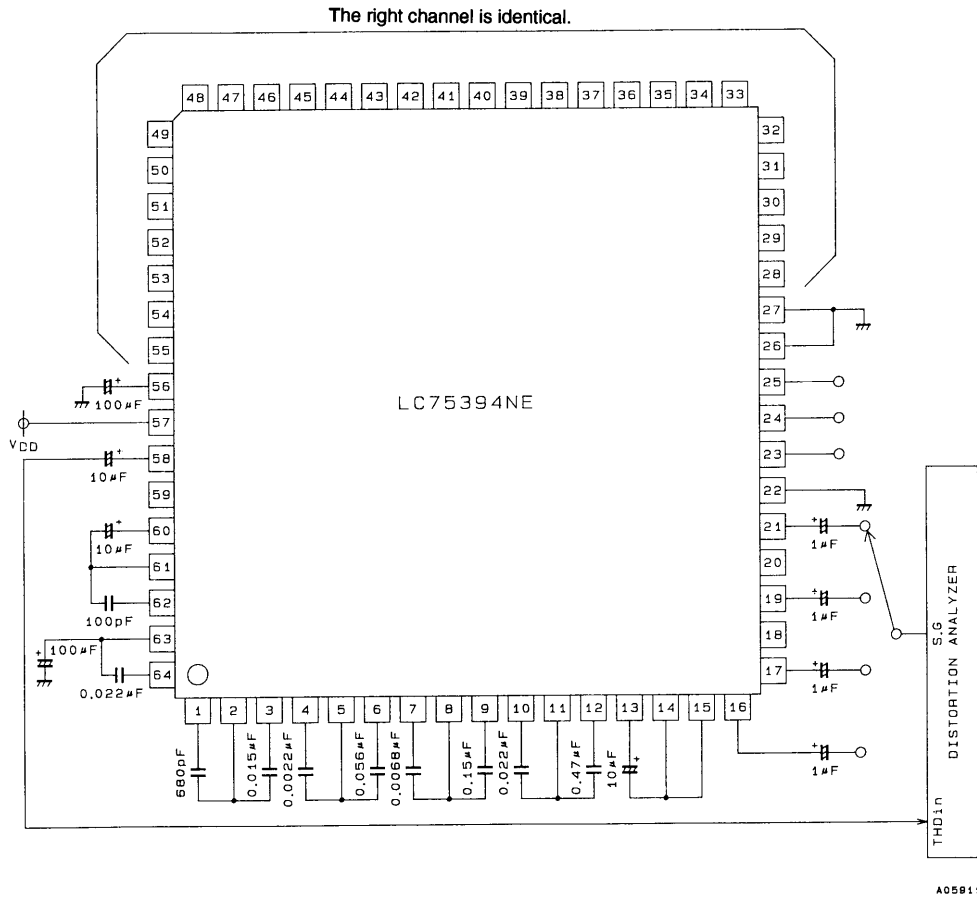 The right channel is identical.
48 47 46 45 44 43 42 41 40 39 38 37 36 35 34 33
49
50
51
52
53
54
55
56
57
58
59
60
61
62
63
64
32
31
30
29
28
27
26
25
24
23
22
21
20
19
18
17
LC75394NE
+
100µF
VDD
+
10µF
+
10µF
100pF
+
100µF
0.022µF
+
1µF
+
1µF
+
1µF
+
1µF
1 2 3 4 5 6 7 8 9 10 11 12 13 14 15 16
680pF
0.015µF
0.0022µF
0.056µF
0.0068µF
0.15µF
0.022µF
0.47µF
10µF
+
S.G
DISTORTION ANALYZER
THDin